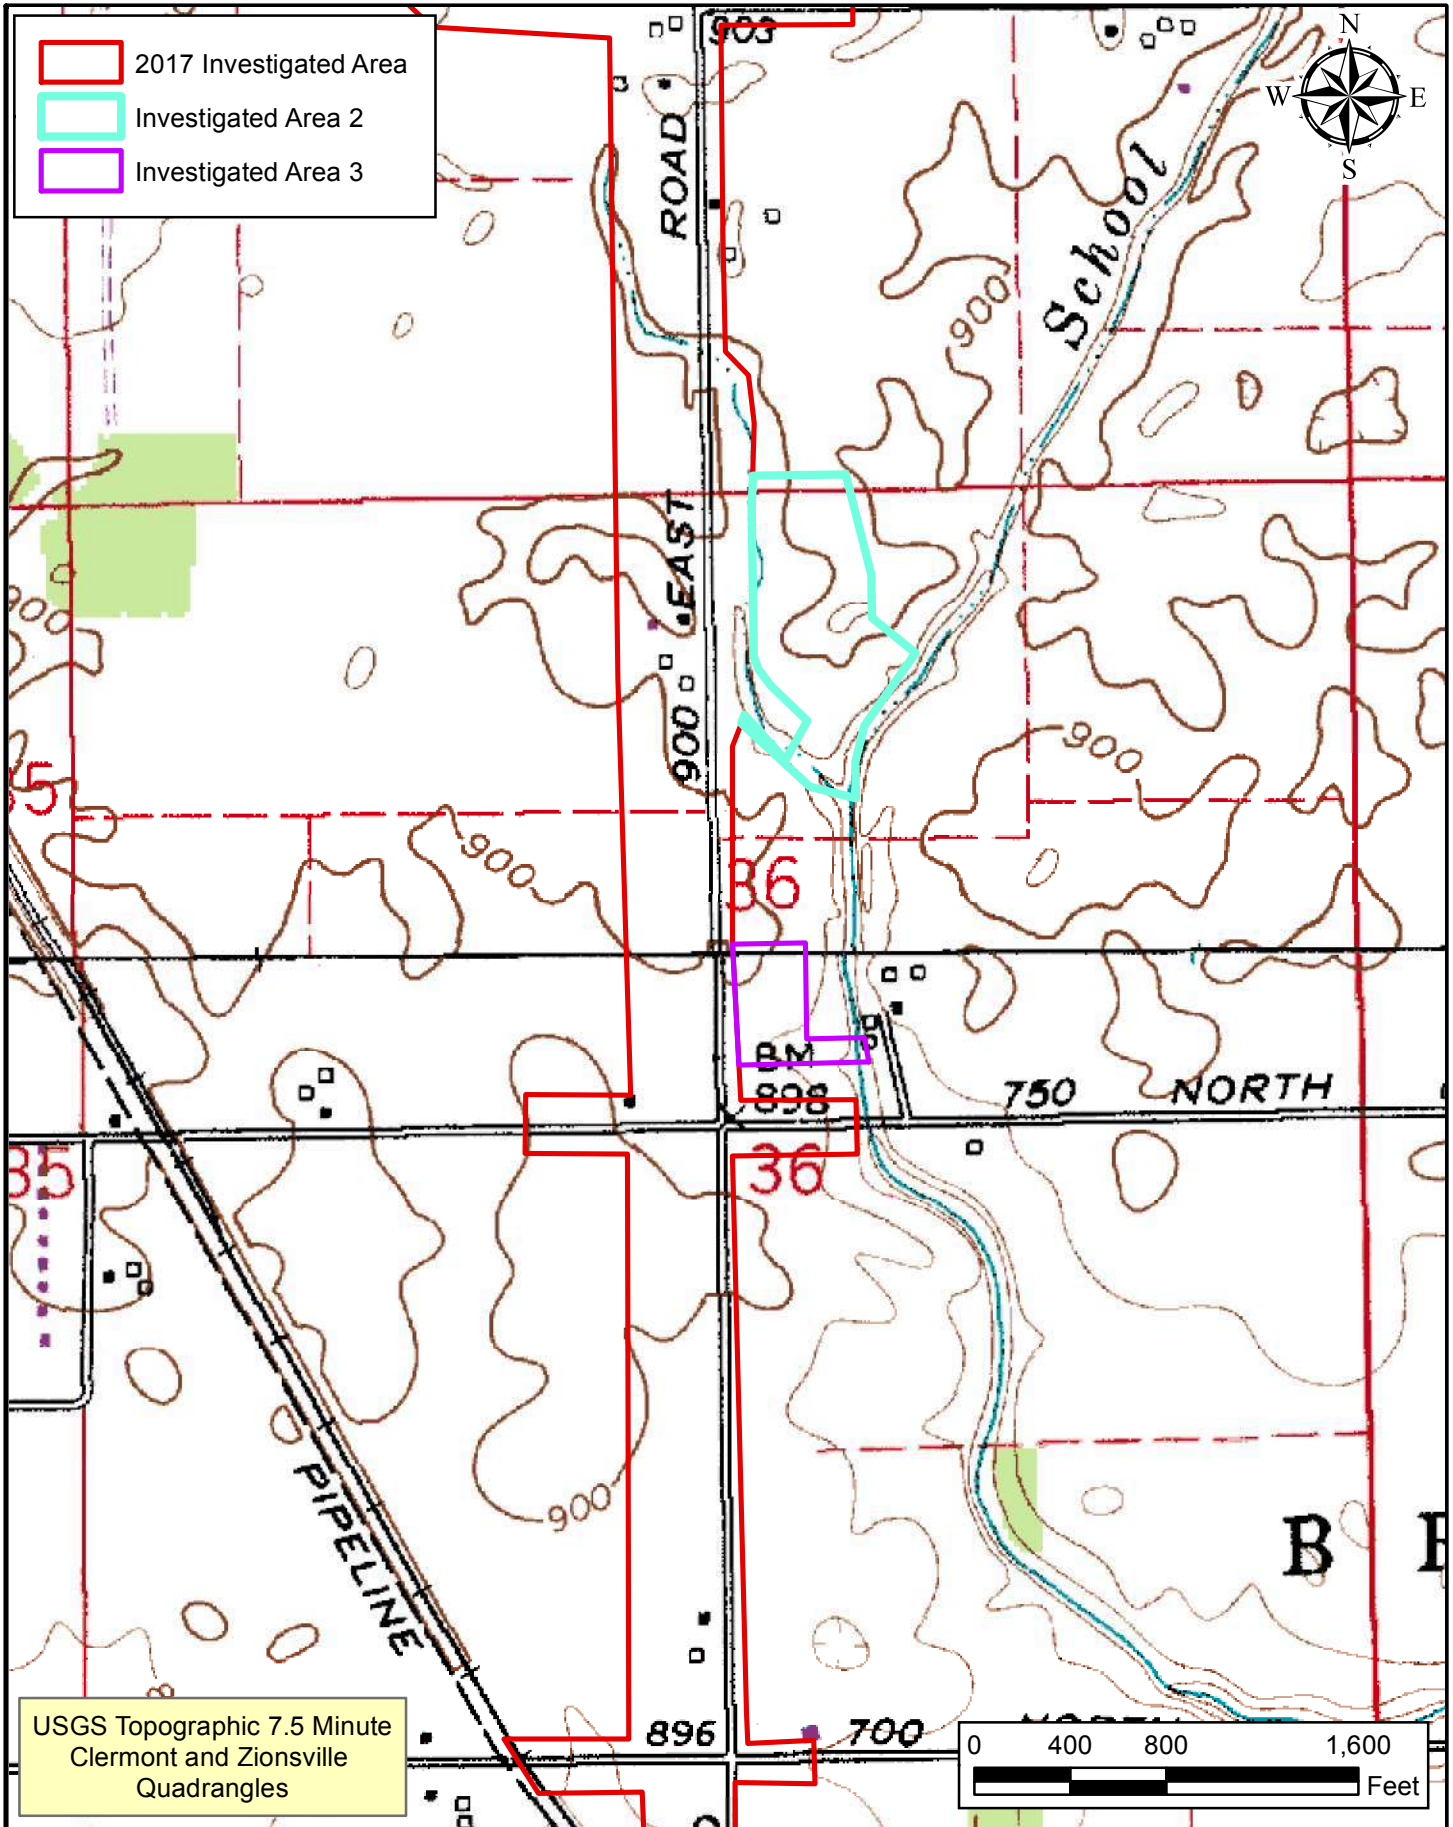 2017 Investigated Area
Investigated Area 2
Investigated Area 3
903
N
W
E
S
ROAD
School
900
EAST
900
900
900
900
36
BM
898
750
NORTH
35
36
900
PIPELINE
B
896
700
USGS Topographic 7.5 Minute
Clermont and Zionsville
Quadrangles
0 400 800 1,600
Feet